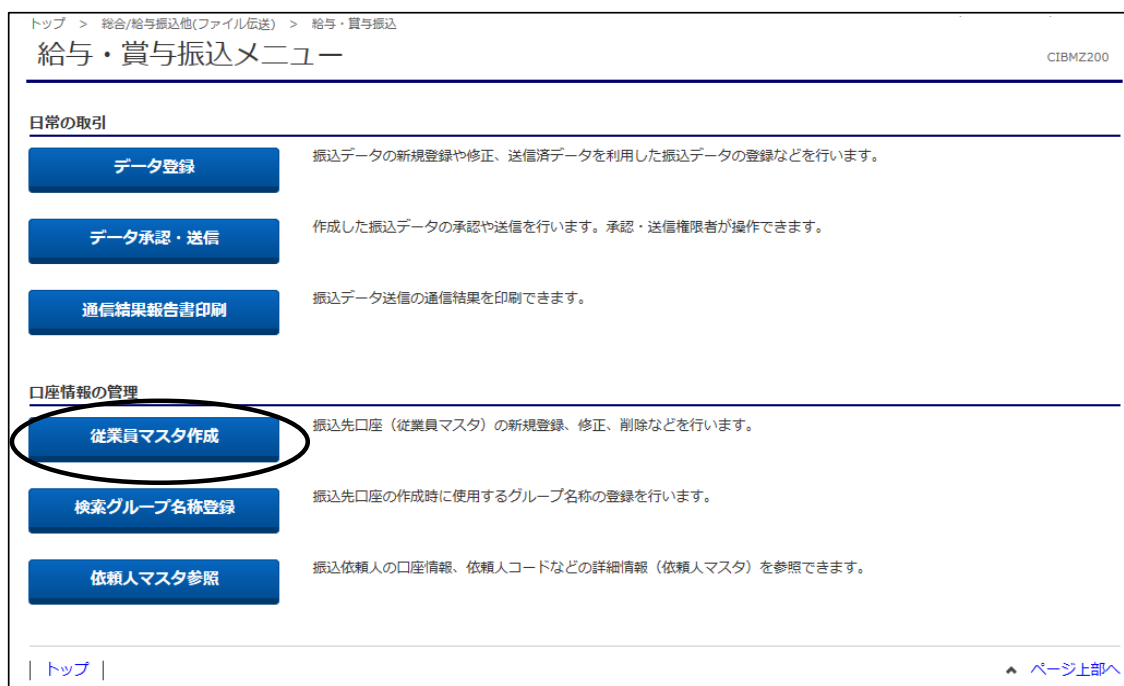 トップ > 総合/給与振込他(ファイル伝送) > 給与・賞与振込
給与・賞与振込メニュー
CIBMZ200
日常の取引
データ登録
振込データの新規登録や修正、送信済データを利用した振込データの登録などを行います。
データ承認・送信
作成した振込データの承認や送信を行います。承認・送信権限者が操作できます。
通信結果報告書印刷
振込データ送信の通信結果を印刷できます。
口座情報の管理
従業員マスタ作成
振込先口座（従業員マスタ）の新規登録、修正、削除などを行います。
検索グループ名称登録
振込先口座の作成時に使用するグループ名称の登録を行います。
依頼人マスタ参照
振込依頼人の口座情報、依頼人コードなどの詳細情報（依頼人マスタ）を参照できます。
| トップ |
ページ上部へ